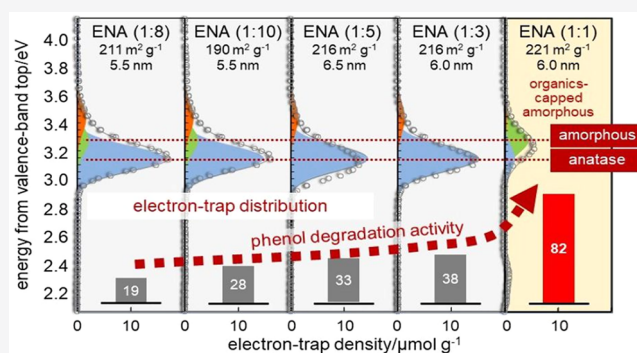 ENA (1:8)
211 m² g⁻¹
5.5 nm
ENA (1:10)
190 m² g⁻¹
5.5 nm
ENA (1:5)
216 m² g⁻¹
6.5 nm
ENA (1:3)
216 m² g⁻¹
6.0 nm
ENA (1:1)
221 m² g⁻¹
6.0 nm
organics-
capped
amorphous
amorphous
anatase
energy from valence-band top/eV
4.0
3.8
3.6
3.4
3.2
3.0
2.8
2.6
2.4
2.2
electron-trap distribution
phenol degradation activity
19
28
33
38
82
0 10 0 10 0 10 0 10 0 10
electron-trap density/μmol g⁻¹